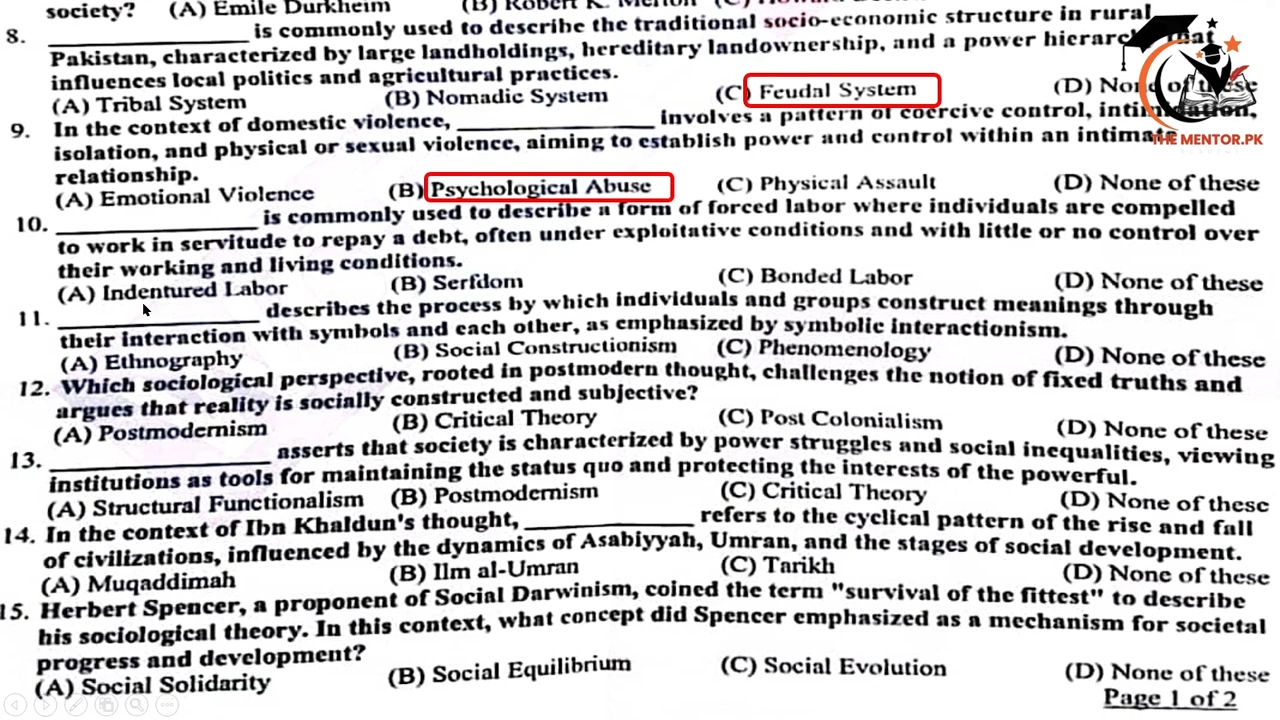 society? (A) Emile Durkheim (B) Robert K. Merton (C)
8. ____________ is commonly used to describe the traditional socio-economic structure in rural
Pakistan, characterized by large landholdings, hereditary landownership, and a power hierarchy that
influences local politics and agricultural practices.
(A) Tribal System (B) Nomadic System (C) Feudal System (D) None of these
9. In the context of domestic violence, ____________ involves a pattern of coercive control, intimidation,
isolation, and physical or sexual violence, aiming to establish power and control within an intimate
THE MENTOR.PK
relationship.
(A) Emotional Violence (B) Psychological Abuse (C) Physical Assault (D) None of these
10. ____________ is commonly used to describe a form of forced labor where individuals are compelled
to work in servitude to repay a debt, often under exploitative conditions and with little or no control over
their working and living conditions.
(A) Indentured Labor (B) Serfdom (C) Bonded Labor (D) None of these
11. ____________ describes the process by which individuals and groups construct meanings through
their interaction with symbols and each other, as emphasized by symbolic interactionism.
(A) Ethnography (B) Social Constructionism (C) Phenomenology (D) None of these
12. Which sociological perspective, rooted in postmodern thought, challenges the notion of fixed truths and
argues that reality is socially constructed and subjective?
(A) Postmodernism (B) Critical Theory (C) Post Colonialism (D) None of these
13. ____________ asserts that society is characterized by power struggles and social inequalities, viewing
institutions as tools for maintaining the status quo and protecting the interests of the powerful.
(A) Structural Functionalism (B) Postmodernism (C) Critical Theory (D) None of these
14. In the context of Ibn Khaldun's thought, ____________ refers to the cyclical pattern of the rise and fall
of civilizations, influenced by the dynamics of Asabiyyah, Umran, and the stages of social development.
(A) Muqaddimah (B) Ilm al-Umran (C) Tarikh (D) None of these
15. Herbert Spencer, a proponent of Social Darwinism, coined the term "survival of the fittest" to describe
his sociological theory. In this context, what concept did Spencer emphasized as a mechanism for societal
progress and development?
(A) Social Solidarity (B) Social Equilibrium (C) Social Evolution (D) None of these
Page 1 of 2